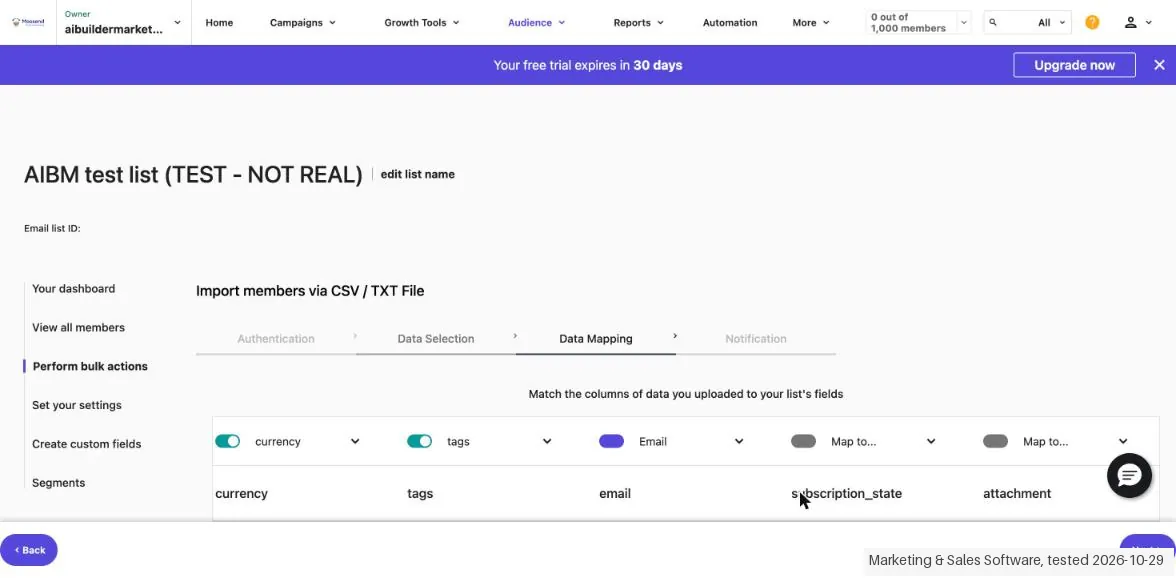 Moosend
Owner
aibuildermarket...
Home
Campaigns
Growth Tools
Audience
Reports
Automation
More
0 out of
1,000 members
All
?
Your free trial expires in 30 days
Upgrade now
AIBM test list (TEST - NOT REAL)
edit list name
Email list ID:
Your dashboard
View all members
Perform bulk actions
Set your settings
Create custom fields
Segments
Import members via CSV / TXT File
Authentication
Data Selection
Data Mapping
Notification
Match the columns of data you uploaded to your list's fields
currency
tags
Email
Map to...
Map to...
currency
tags
email
subscription_state
attachment
Back
Marketing & Sales Software, tested 2026-10-29